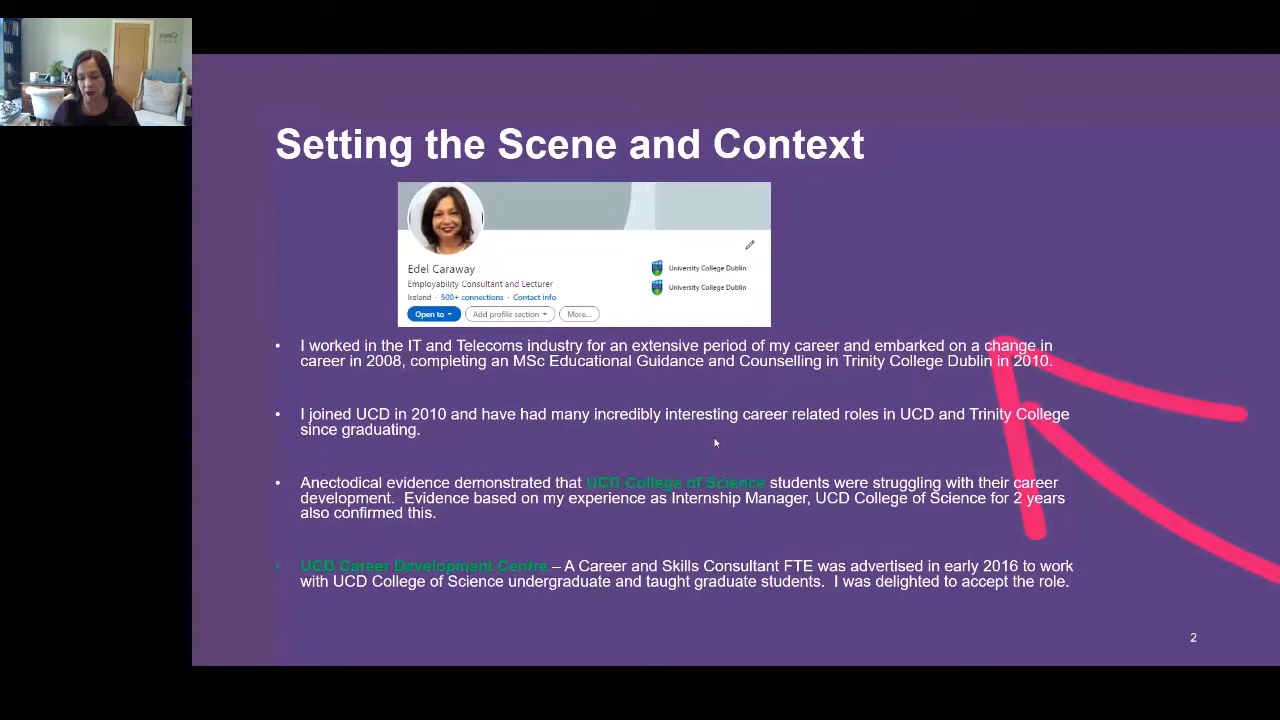 Setting the Scene and Context
Edel Caraway
Employability Consultant and Lecturer
Ireland · 500+ connections · Contact info
Open to
Add profile section
More...
University College Dublin
University College Dublin
• I worked in the IT and Telecoms industry for an extensive period of my career and embarked on a change in
career in 2008, completing an MSc Educational Guidance and Counselling in Trinity College Dublin in 2010.
• I joined UCD in 2010 and have had many incredibly interesting career related roles in UCD and Trinity College
since graduating.
• Anectodical evidence demonstrated that UCD College of Science students were struggling with their career
development. Evidence based on my experience as Internship Manager, UCD College of Science for 2 years
also confirmed this.
• UCD Career Development Centre – A Career and Skills Consultant FTE was advertised in early 2016 to work
with UCD College of Science undergraduate and taught graduate students. I was delighted to accept the role.
2